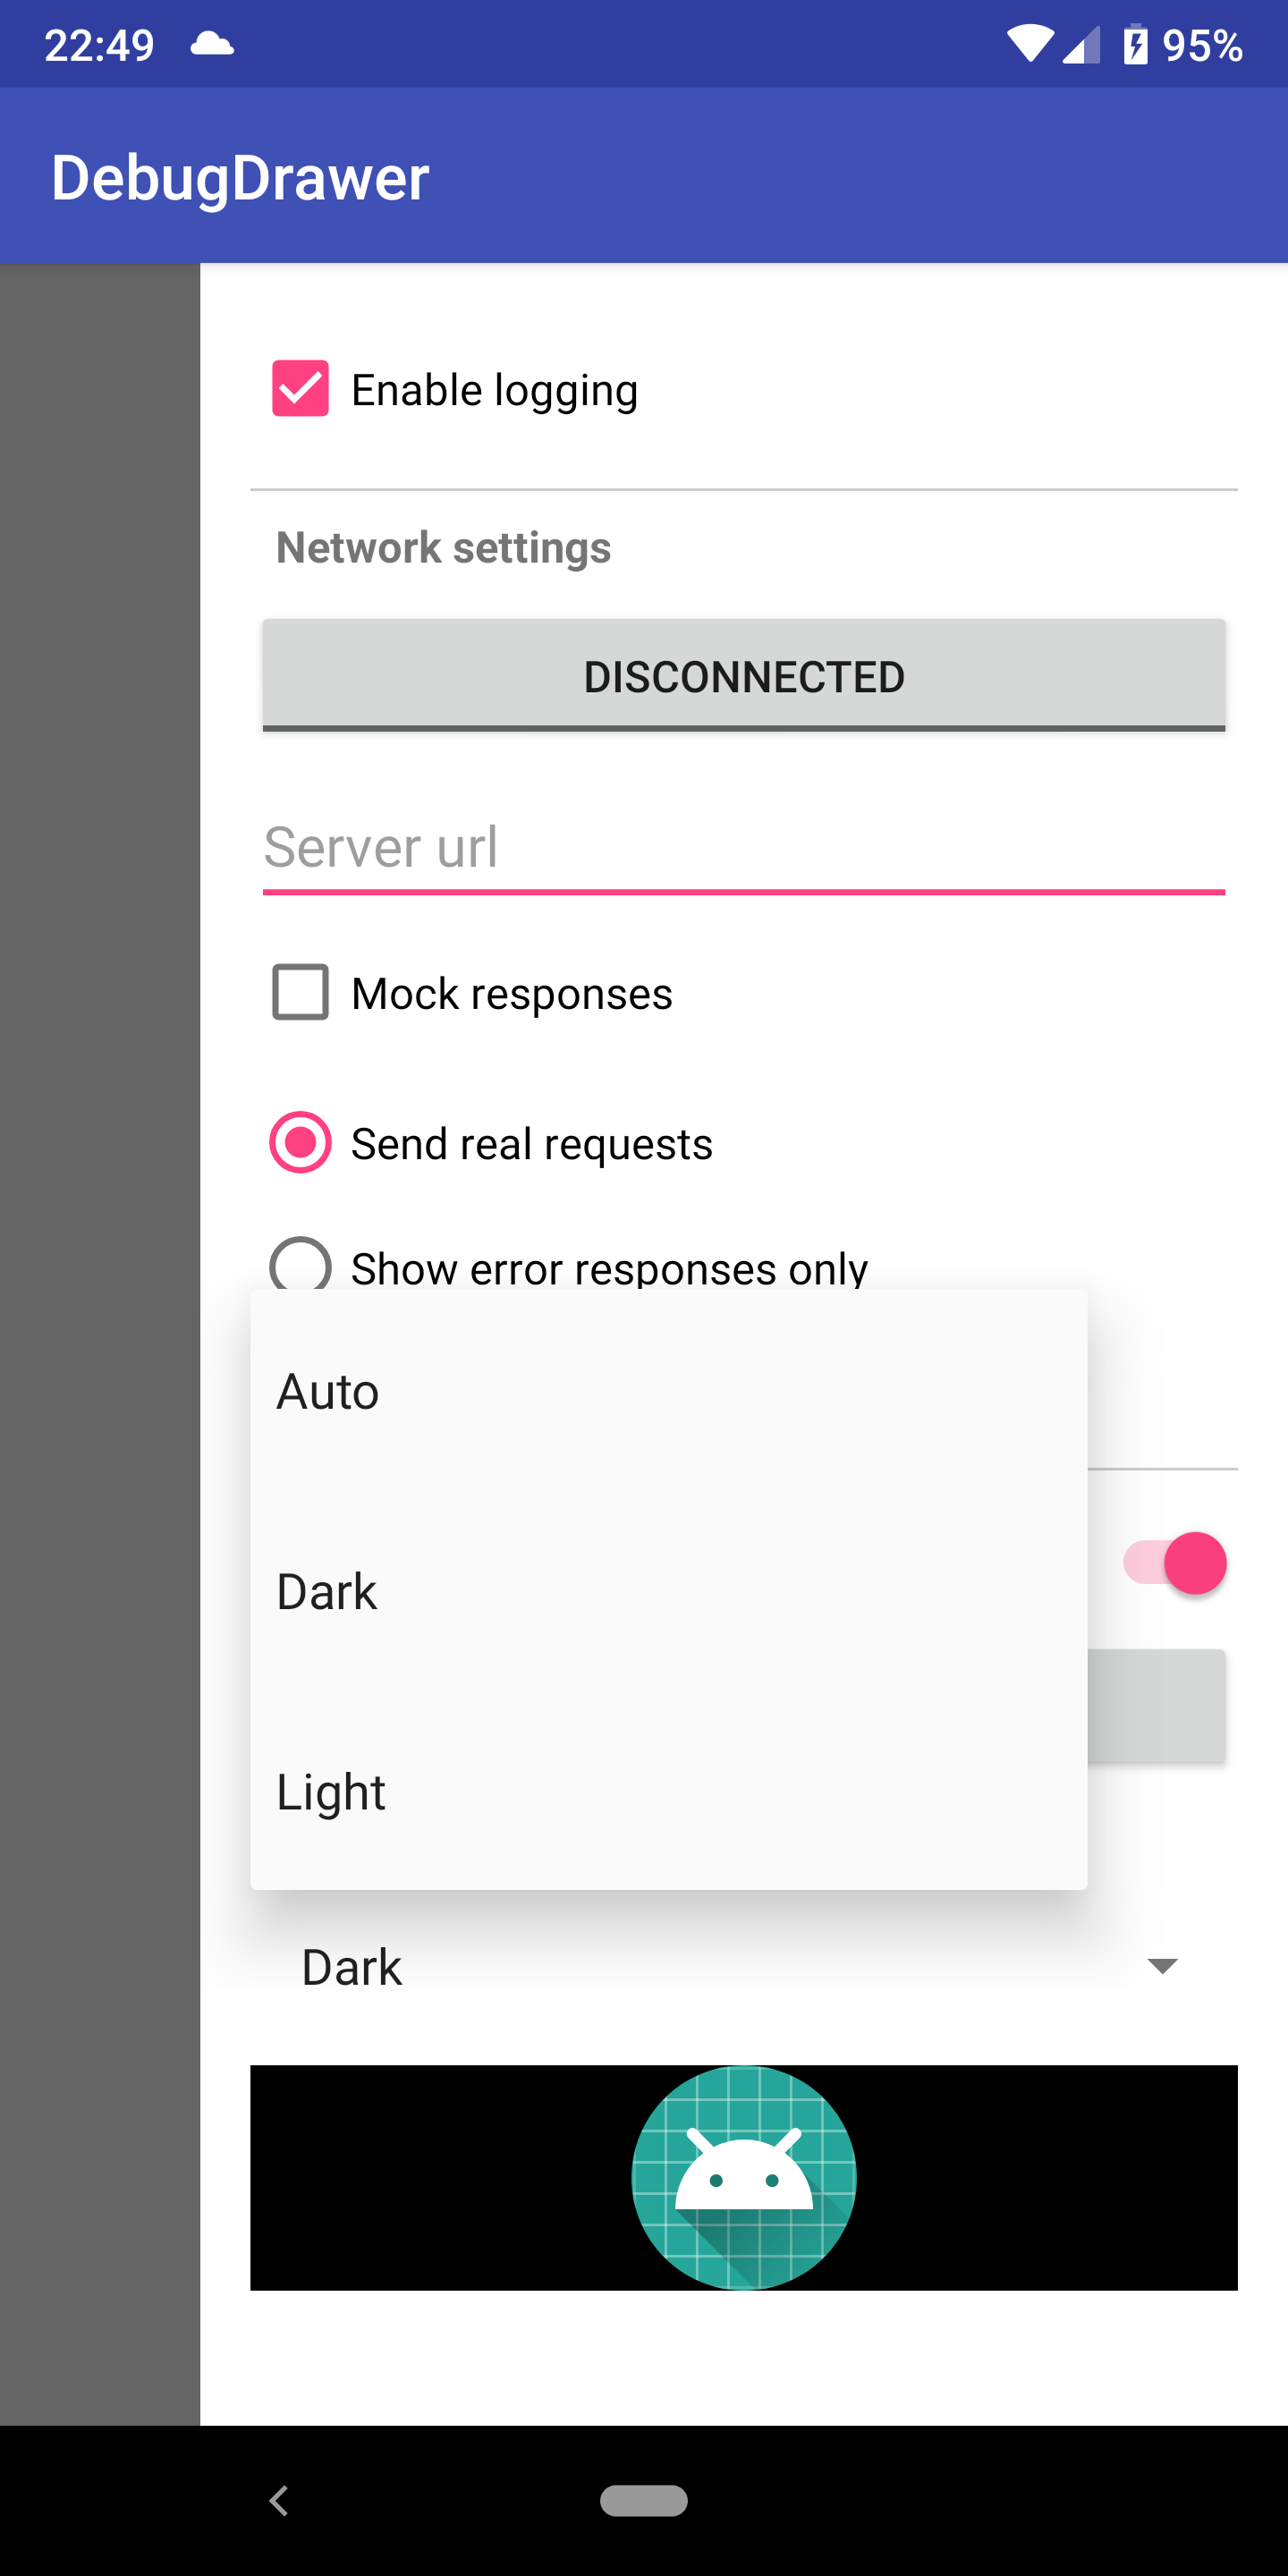 22:49 95%
DebugDrawer
Enable logging
Network settings
DISCONNECTED
Server url
Mock responses
Send real requests
Show error responses only
Auto
Dark
Light
Dark